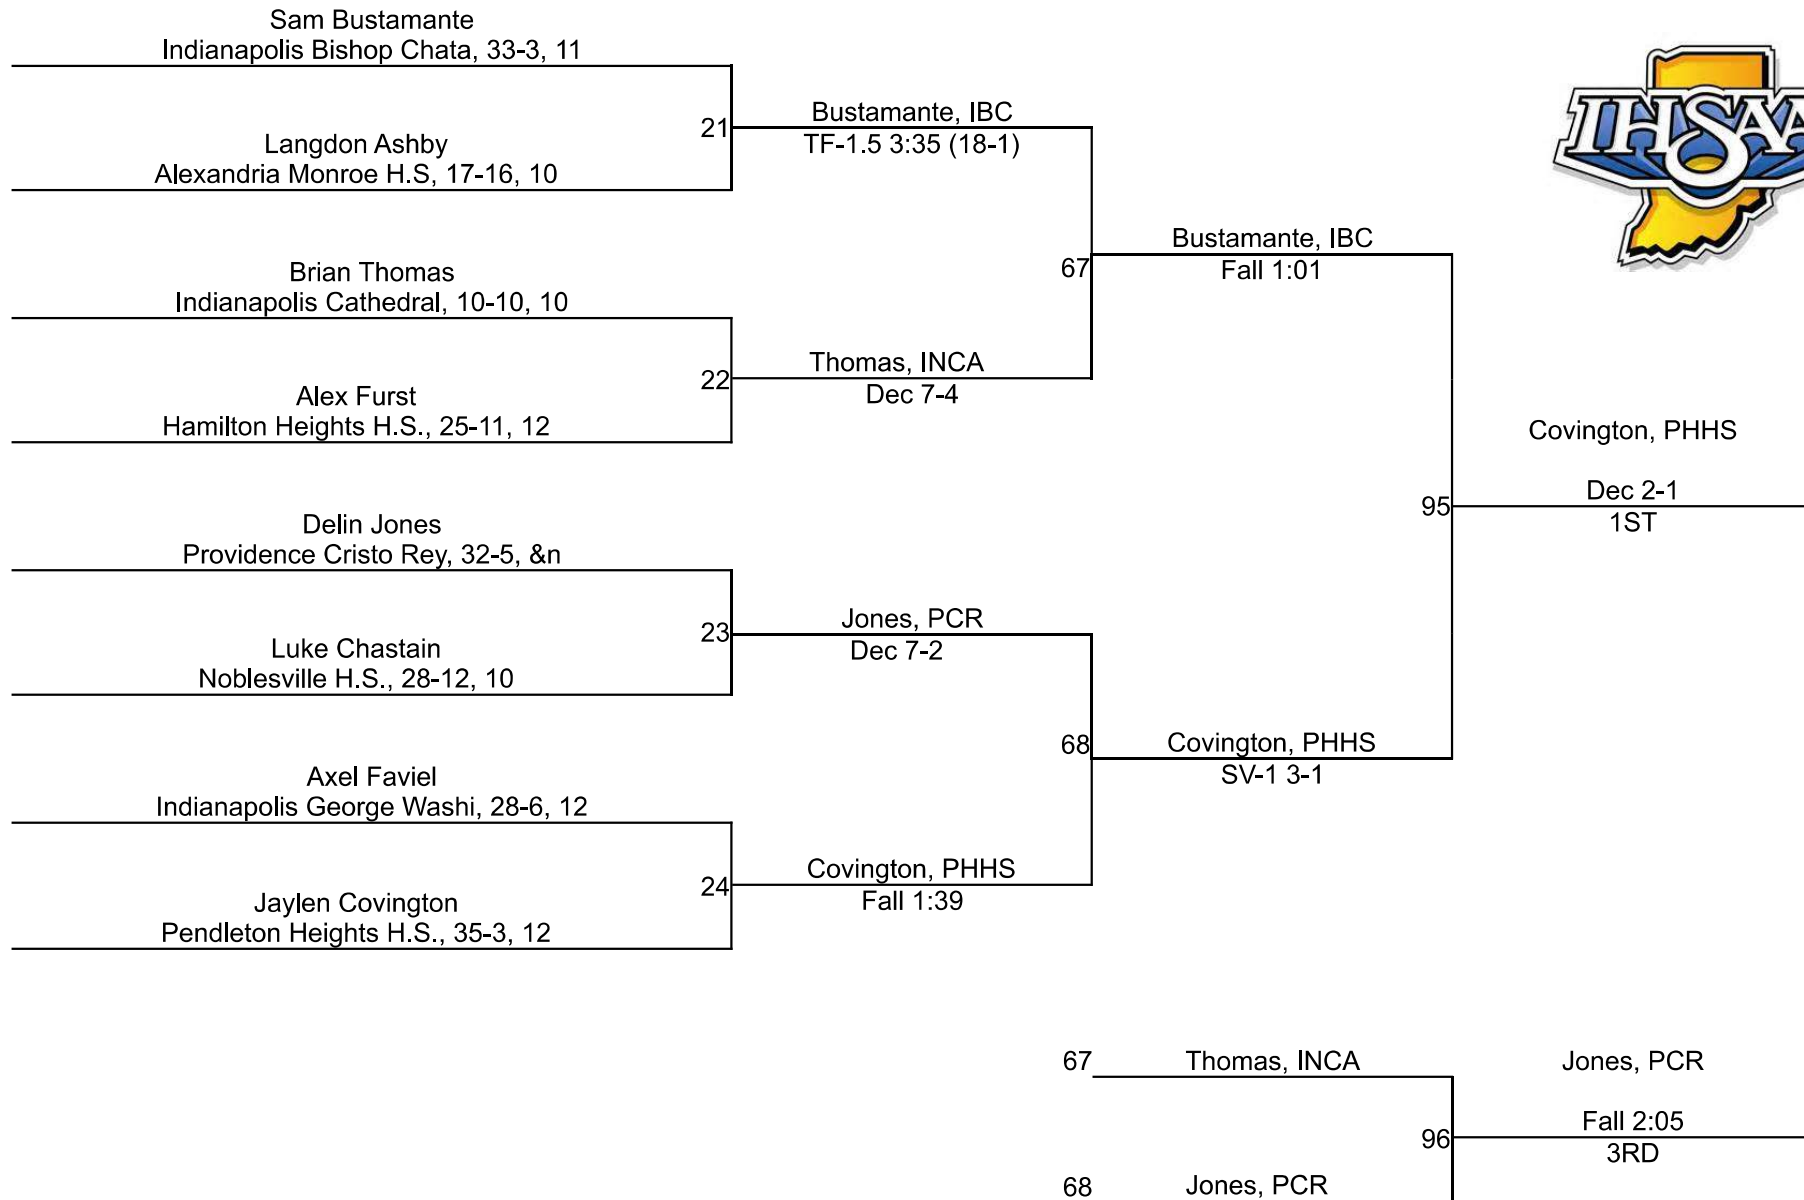 Sam Bustamante
Indianapolis Bishop Chata, 33-3, 11
Langdon Ashby
Alexandria Monroe H.S, 17-16, 10
Brian Thomas
Indianapolis Cathedral, 10-10, 10
Alex Furst
Hamilton Heights H.S., 25-11, 12
Delin Jones
Providence Cristo Rey, 32-5, &n
Luke Chastain
Noblesville H.S., 28-12, 10
Axel Faviel
Indianapolis George Washi, 28-6, 12
Jaylen Covington
Pendleton Heights H.S., 35-3, 12
21
Bustamante, IBC
TF-1.5 3:35 (18-1)
22
Thomas, INCA
Dec 7-4
23
Jones, PCR
Dec 7-2
24
Covington, PHHS
Fall 1:39
67
Bustamante, IBC
Fall 1:01
68
Covington, PHHS
SV-1 3-1
IHSAA
95
Covington, PHHS
Dec 2-1
1ST
67
Thomas, INCA
68
Jones, PCR
96
Jones, PCR
Fall 2:05
3RD